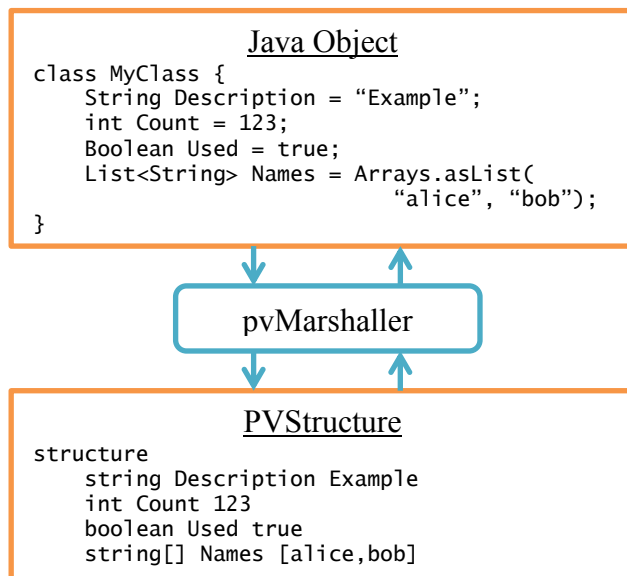 Java Object
class MyClass {
    String Description = “Example”;
    int Count = 123;
    Boolean Used = true;
    List<String> Names = Arrays.asList(
                             “alice”, “bob”);
}
pvMarshaller
PVStructure
structure
    string Description Example
    int Count 123
    boolean Used true
    string[] Names [alice,bob]